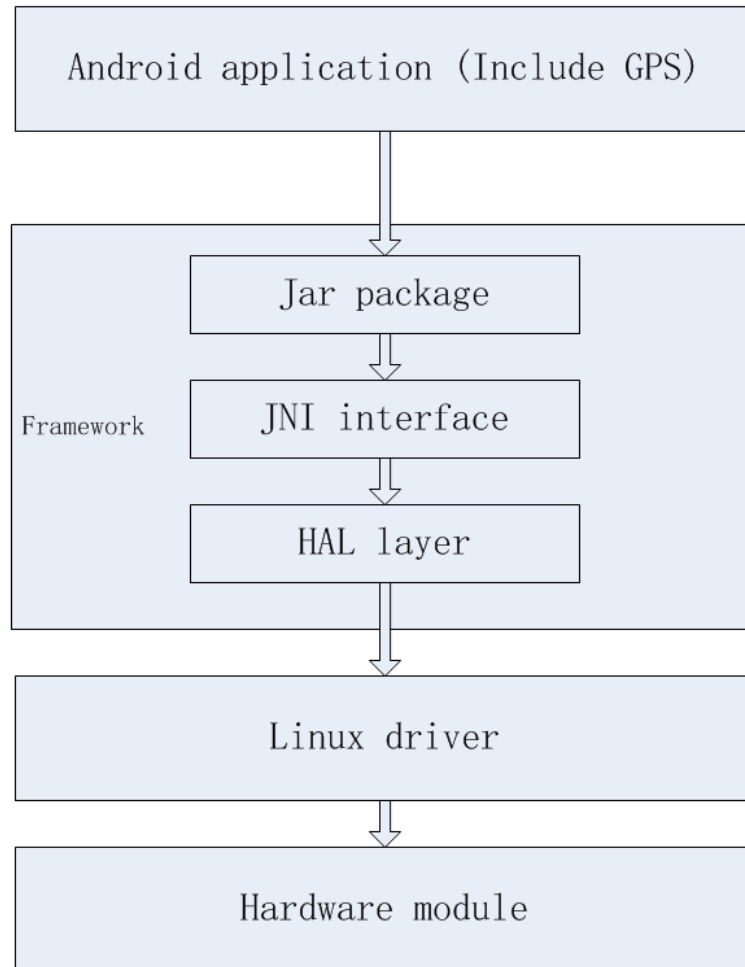 Android application (Include GPS)
Jar package
JNI interface
Framework
HAL layer
Linux driver
Hardware module